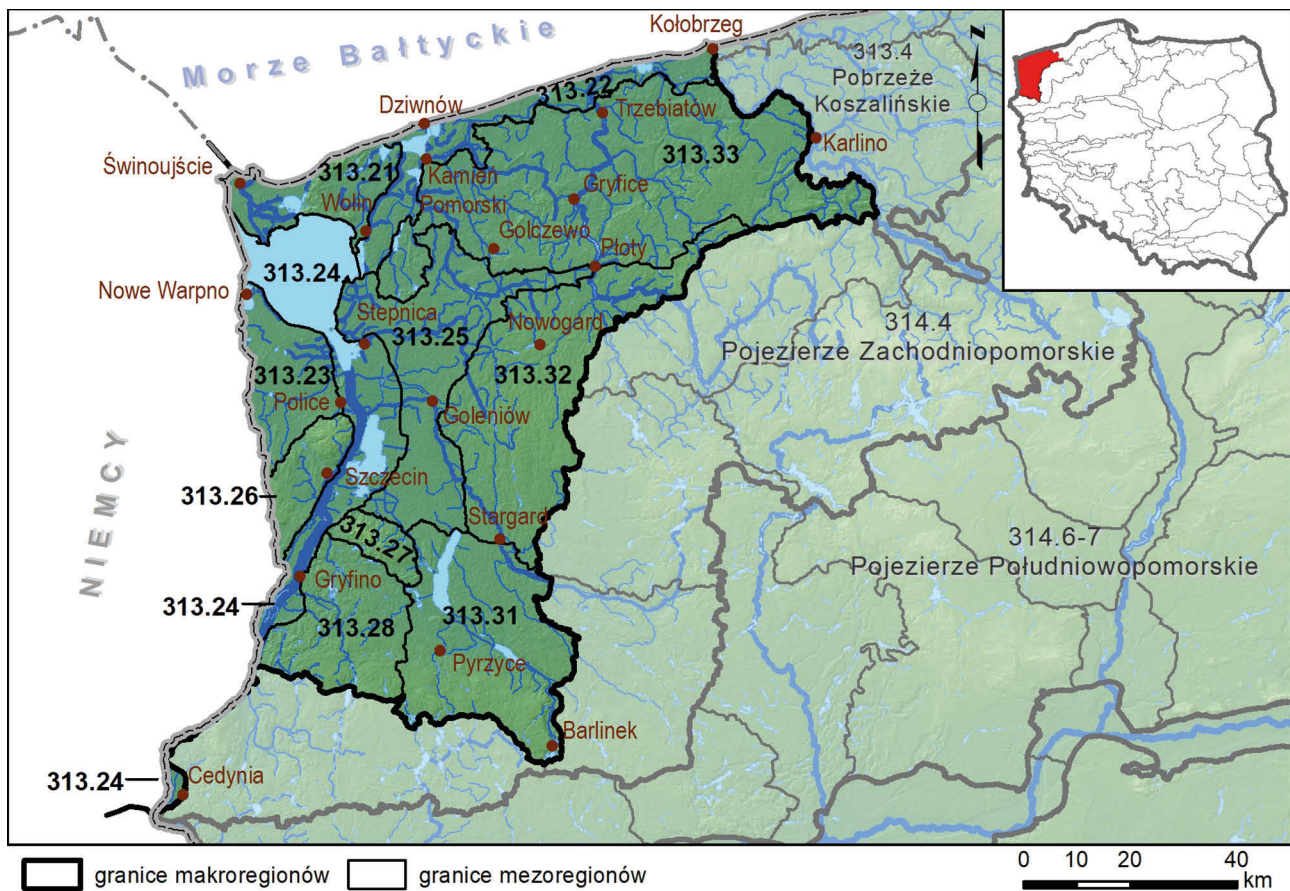 Kołobrzeg
Morze Bałtyckie
N
313.4
Pobrzeże
Koszalińskie
313.22
Dziwnów
Trzebiatów
Karlino
313.33
Świnoujście
313.21
Kamień
Pomorski
Wolin
Gryfice
Golczewo
Płoty
313.24
Nowe Warpno
Stepnica
313.25
Nowogard
314.4
Pojezierze Zachodniopomorskie
313.23
313.32
Police
Goleniów
NIEMCY
Szczecin
313.26
Stargard
313.27
314.6-7
Pojezierze Południowopomorskie
Gryfino
313.24
313.28
313.31
Pyrzyce
Barlinek
313.24
Cedynia
granice makroregionów
granice mezoregionów
0 10 20 40
km